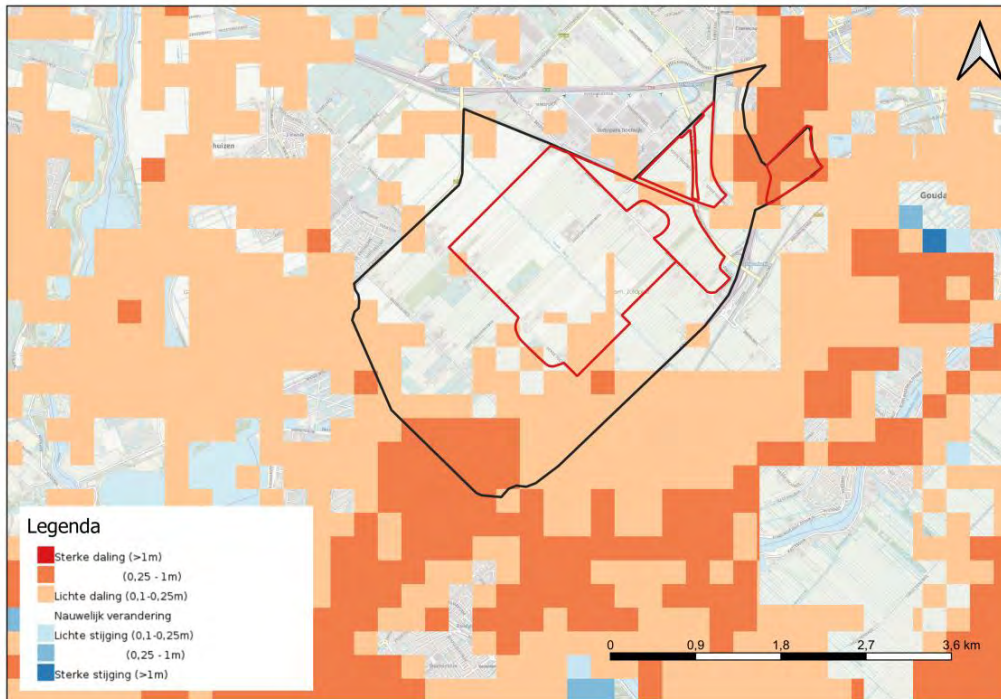 huizen
Gouda
Legenda
Sterke daling (>1m)
(0,25 - 1m)
Lichte daling (0,1-0,25m)
Nauwelijk verandering
Lichte stijging (0,1-0,25m)
(0,25 - 1m)
Sterke stijging (>1m)
0 0,9 1,8 2,7 3,6 km